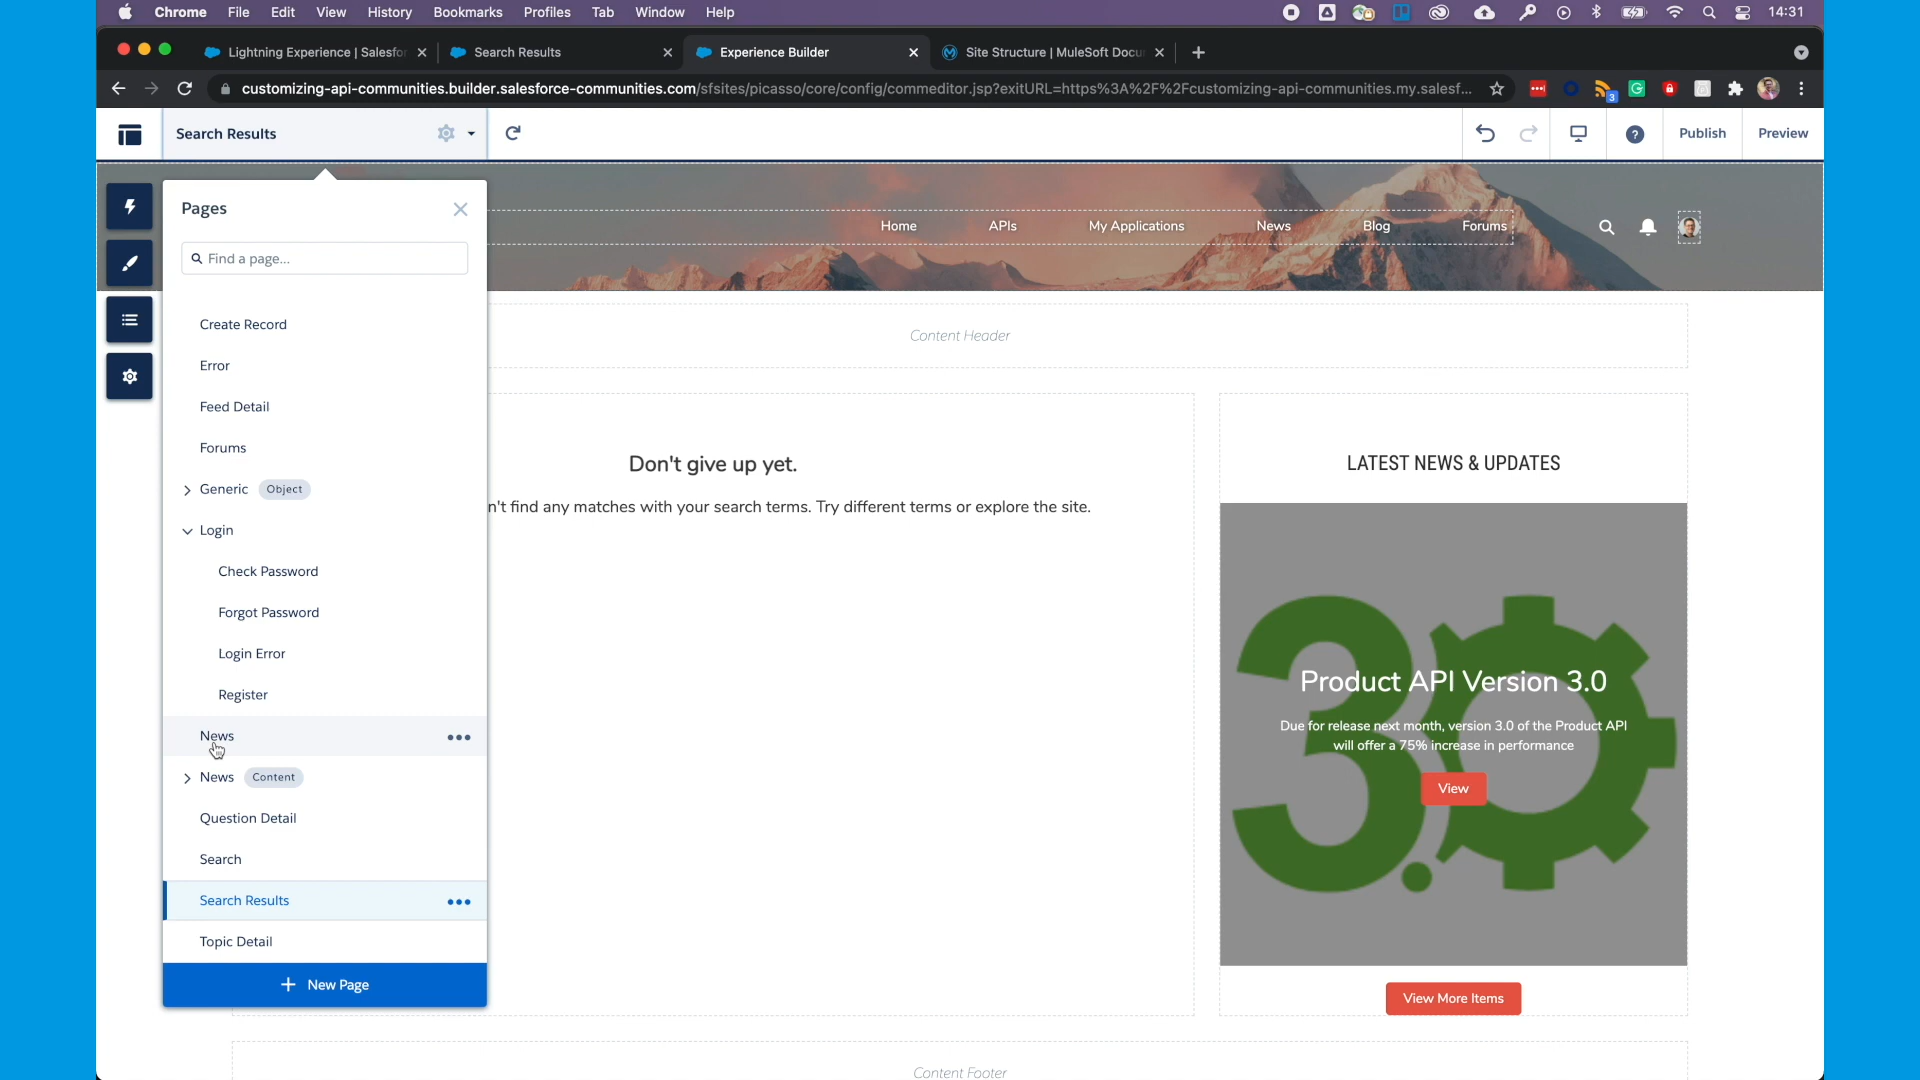 Chrome File Edit View History Bookmarks Profiles Tab Window Help 14:31
Lightning Experience | Salesfo Search Results Experience Builder Site Structure | MuleSoft Docu
customizing-api-communities.builder.salesforce-communities.com/sfsites/picasso/core/config/commeditor.jsp?exitURL=https%3A%2F%2Fcustomizing-api-communities.my.salesf...
3
Search Results Publish Preview
Pages
Home APIs My Applications News Blog Forums
Find a page...
Create Record
Content Header
Error
Feed Detail
Forums
Don't give up yet.
LATEST NEWS & UPDATES
Generic Object
n't find any matches with your search terms. Try different terms or explore the site.
Login
Check Password
Forgot Password
Login Error
Register
3.0
Product API Version 3.0
Due for release next month, version 3.0 of the Product API
will offer a 75% increase in performance
View
News
News Content
Question Detail
Search
Search Results
Topic Detail
New Page
View More Items
Content Footer